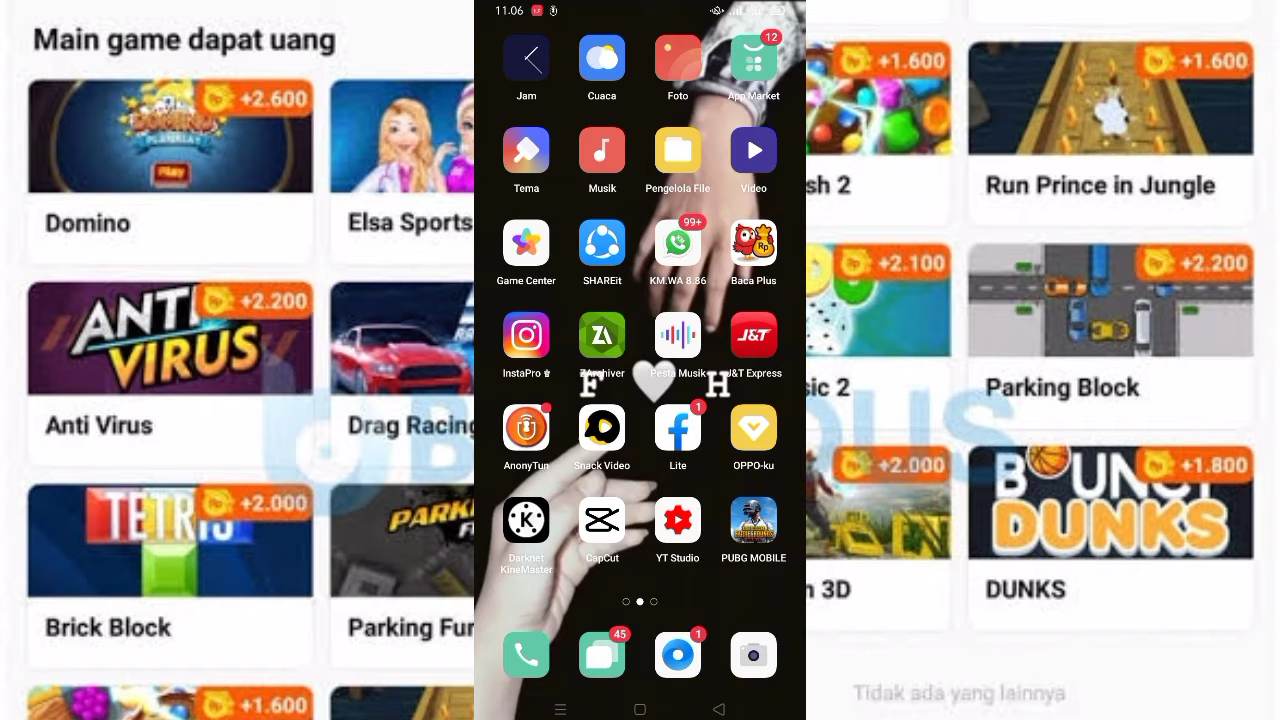 Main game dapat uang
+2.600
Domino
Elsa Sports
+2.200
ANTI
VIRUS
Anti Virus
Drag Racing
+2.000
TETRIS
Brick Block
Parking Fur
+1.600
11.06
12
Jam
Cuaca
Foto
App Market
Tema
Musik
Pengelola File
Video
99+
Game Center
SHAREit
KM.WA 8.86
Baca Plus
J&T
InstaPro
ZArchiver
Pesta Musik
J&T Express
F
H
1
AnonyTun
Snack Video
Lite
OPPO-ku
Darknet
KineMaster
CapCut
YT Studio
PUBG MOBILE
45
1
+1.600
+1.600
sh 2
Run Prince in Jungle
+2.100
+2.200
sic 2
Parking Block
+2.000
+1.800
DUNKS
n 3D
DUNKS
Tidak ada yang lainnya